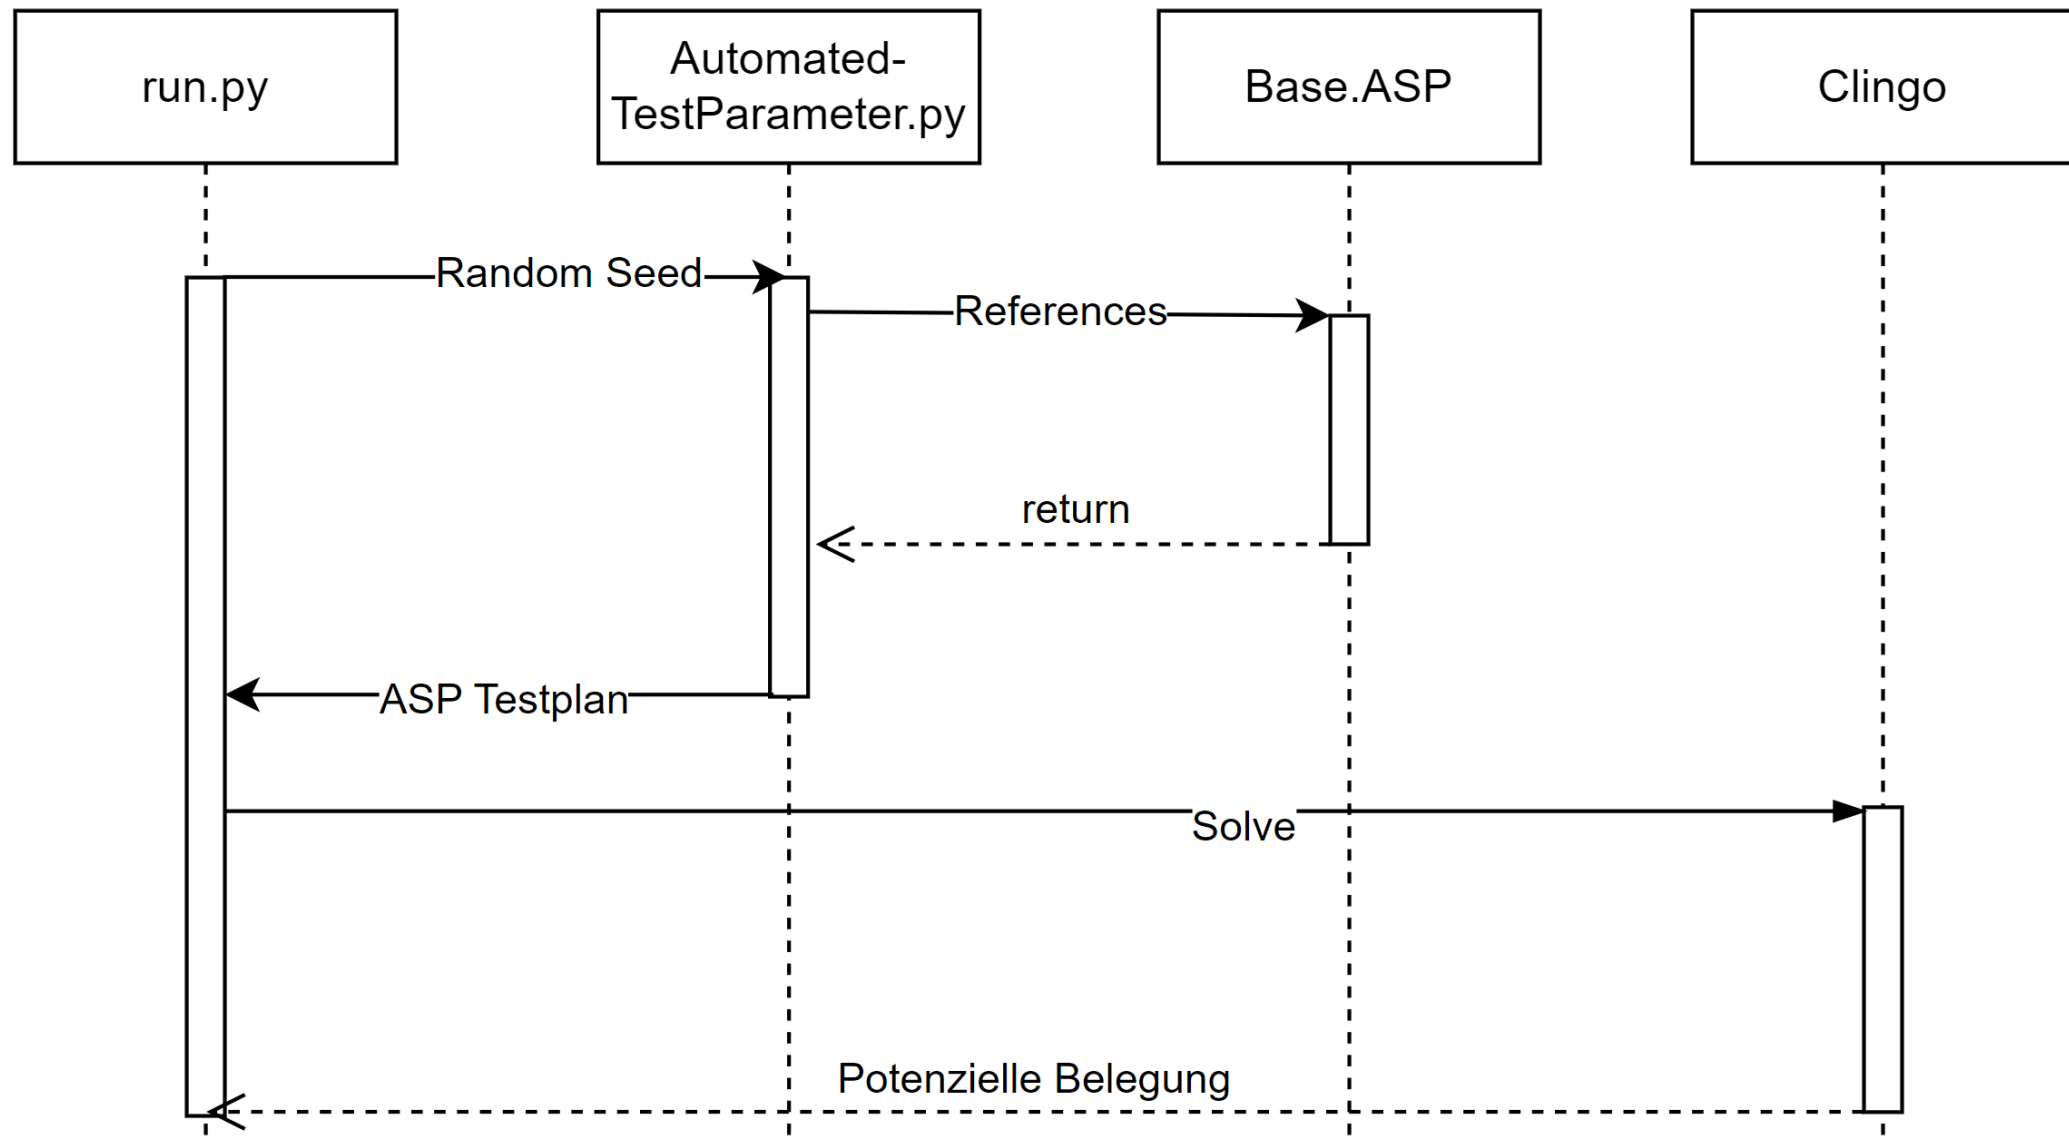 run.py
Automated-
TestParameter.py
Base.ASP
Clingo
Random Seed
References
return
ASP Testplan
Solve
Potenzielle Belegung